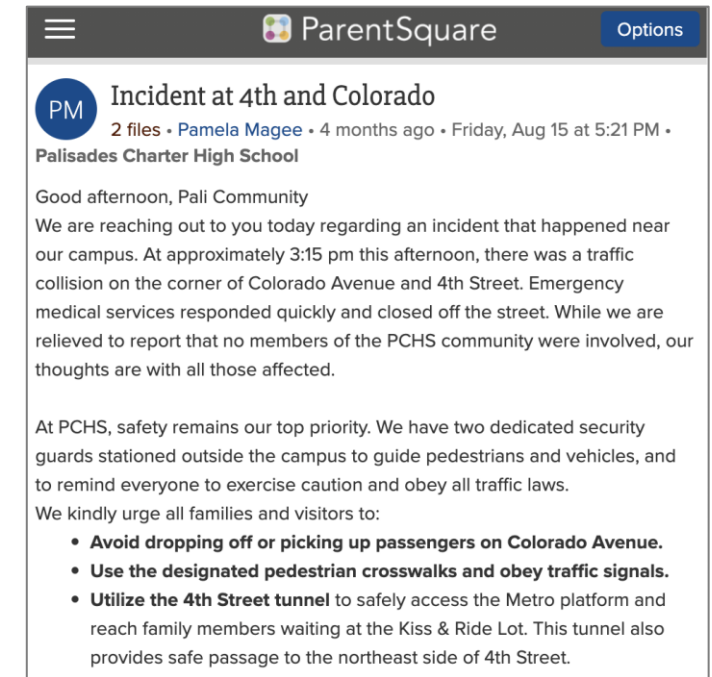 ParentSquare
Options
PM
Incident at 4th and Colorado
2 files • Pamela Magee • 4 months ago • Friday, Aug 15 at 5:21 PM •
Palisades Charter High School
Good afternoon, Pali Community
We are reaching out to you today regarding an incident that happened near
our campus. At approximately 3:15 pm this afternoon, there was a traffic
collision on the corner of Colorado Avenue and 4th Street. Emergency
medical services responded quickly and closed off the street. While we are
relieved to report that no members of the PCHS community were involved, our
thoughts are with all those affected.
At PCHS, safety remains our top priority. We have two dedicated security
guards stationed outside the campus to guide pedestrians and vehicles, and
to remind everyone to exercise caution and obey all traffic laws.
We kindly urge all families and visitors to:
• Avoid dropping off or picking up passengers on Colorado Avenue.
• Use the designated pedestrian crosswalks and obey traffic signals.
• Utilize the 4th Street tunnel to safely access the Metro platform and
reach family members waiting at the Kiss & Ride Lot. This tunnel also
provides safe passage to the northeast side of 4th Street.